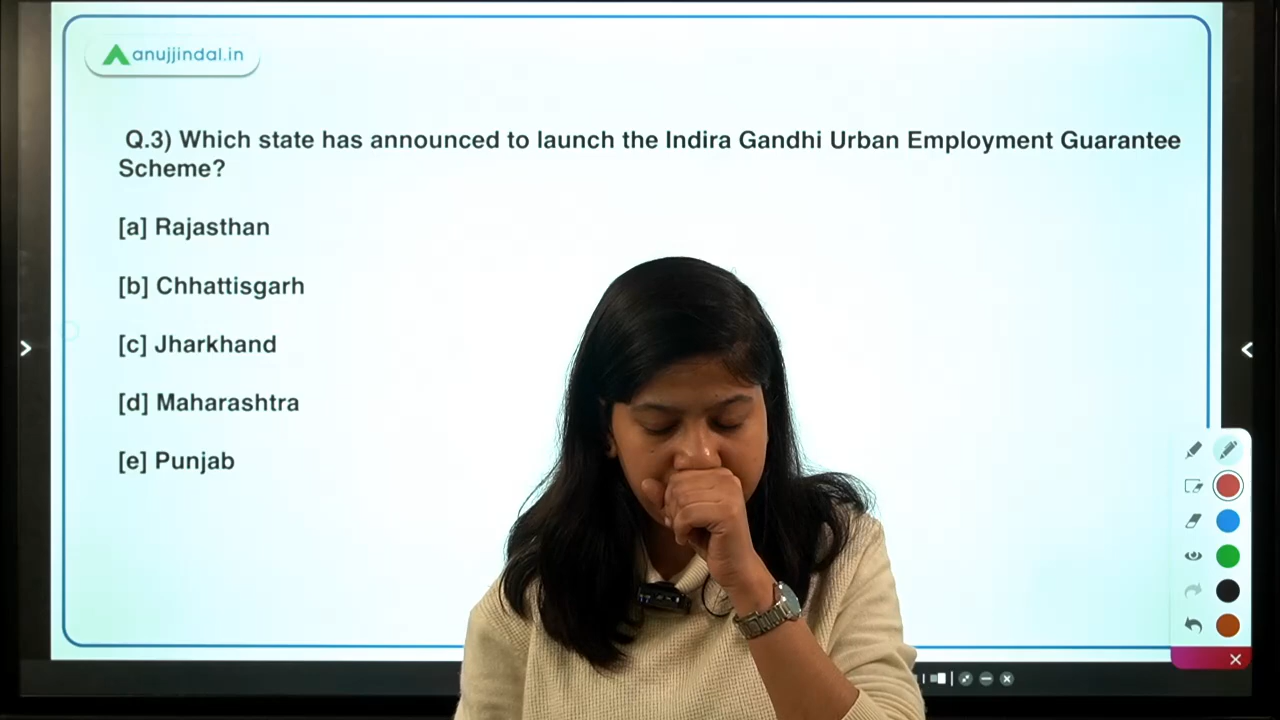 anujjindal.in
Q.3) Which state has announced to launch the Indira Gandhi Urban Employment Guarantee
Scheme?
[a] Rajasthan
[b] Chhattisgarh
[c] Jharkhand
[d] Maharashtra
[e] Punjab